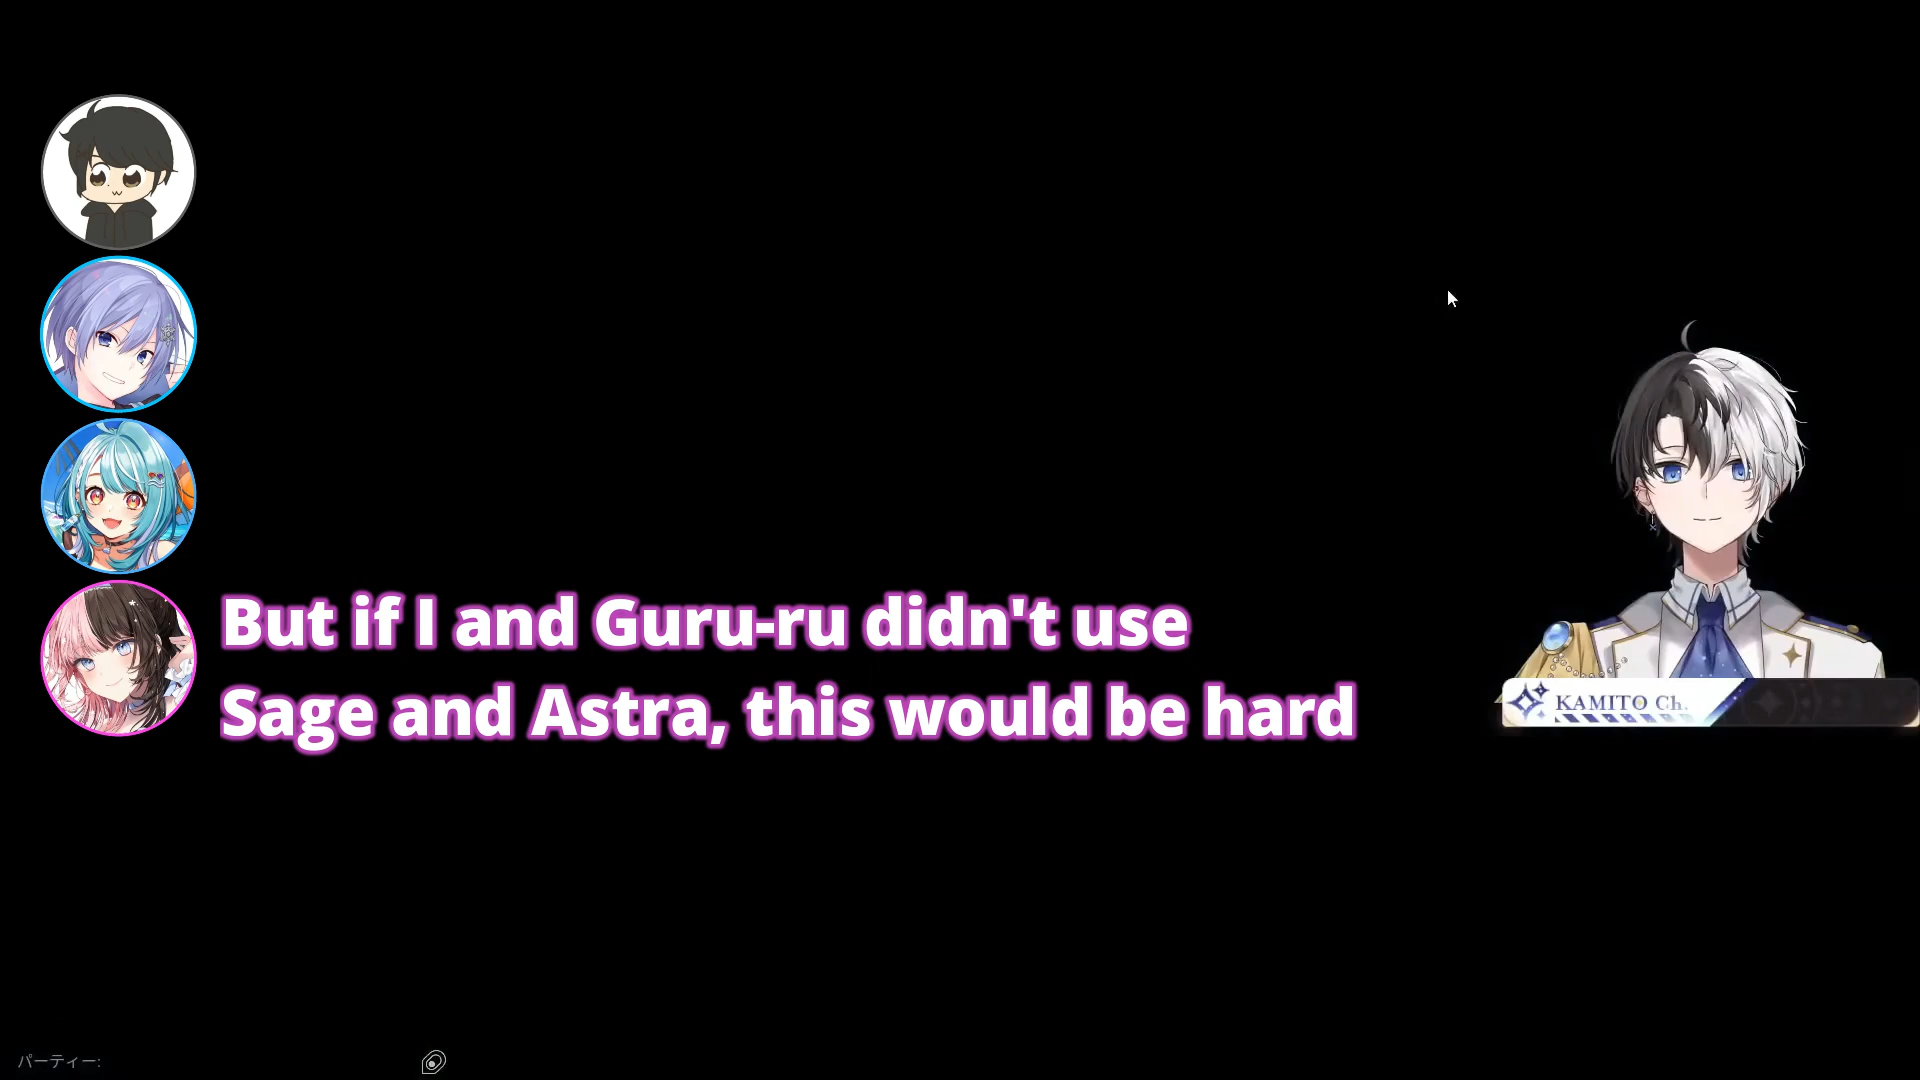 But if I and Guru-ru didn't use
Sage and Astra, this would be hard
KAMITO Ch.
パーティー: